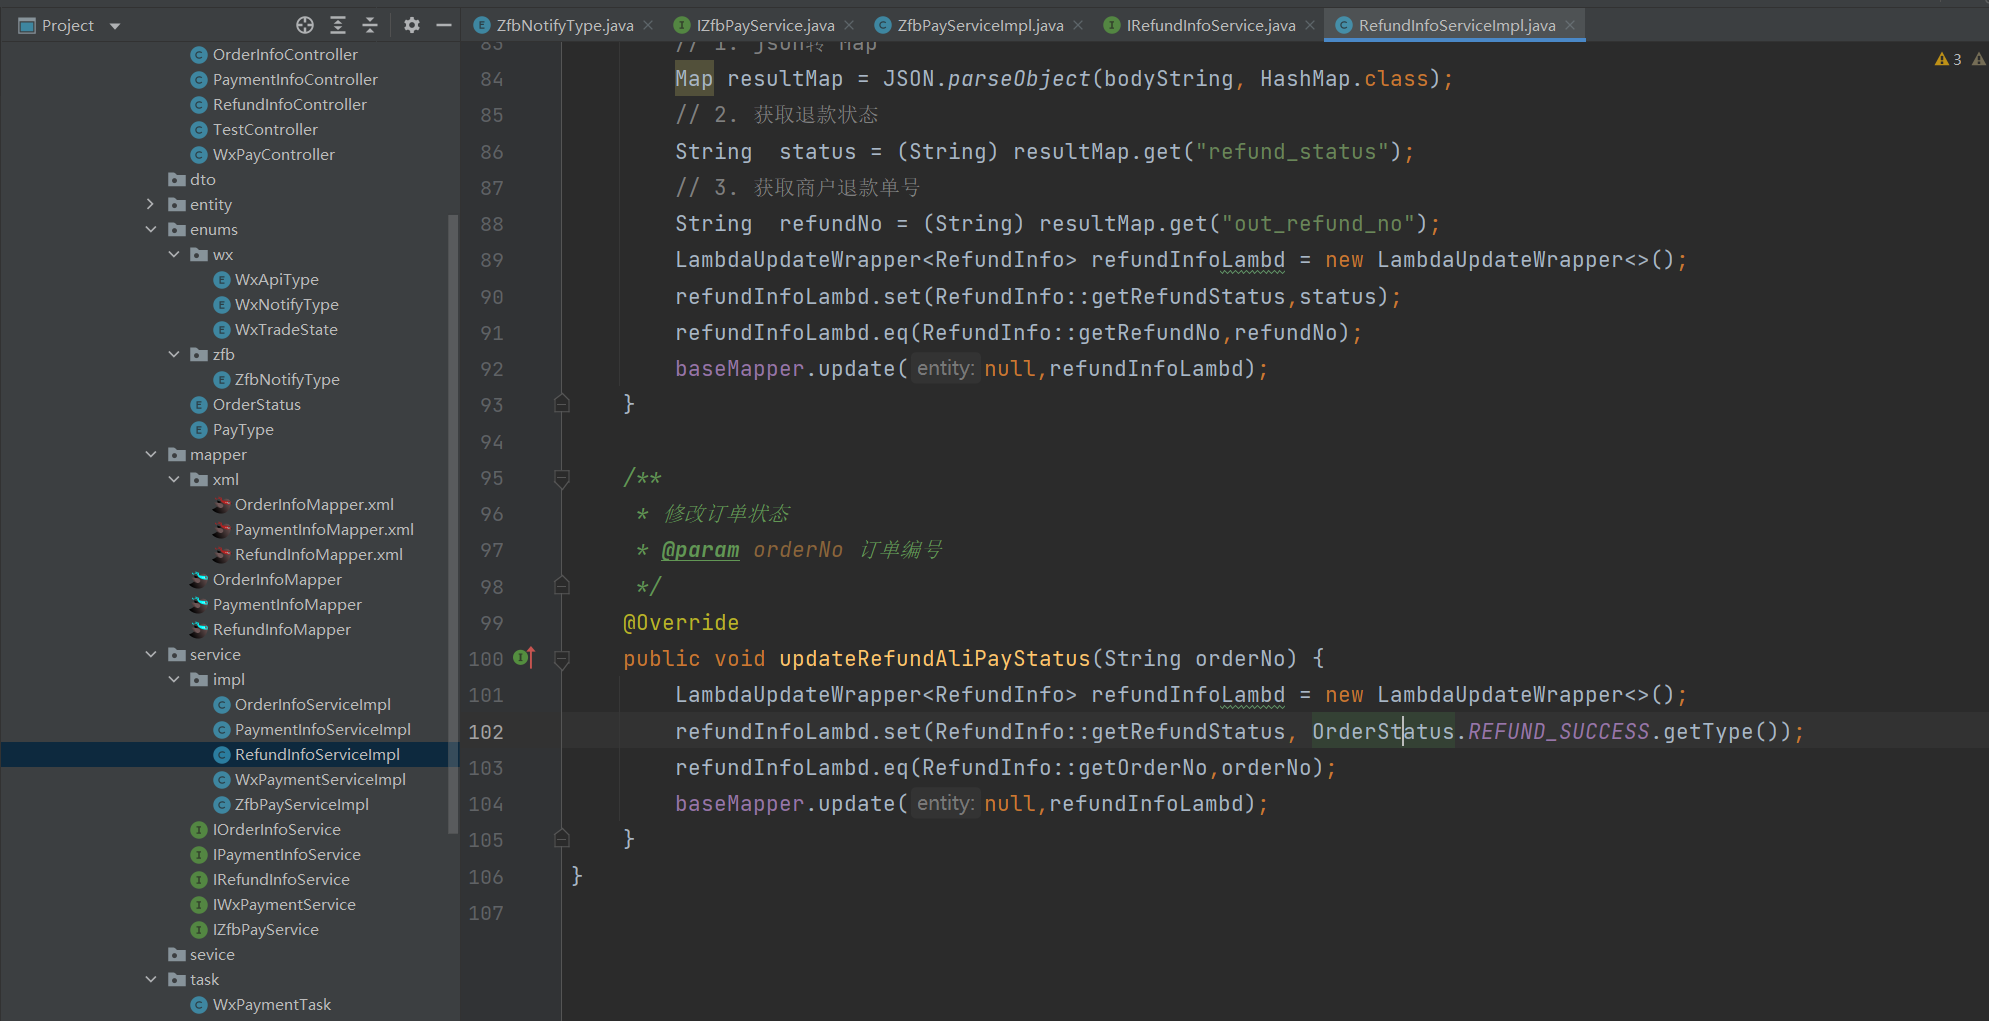 Project
ZfbNotifyType.java
IZfbPayService.java
ZfbPayServiceImpl.java
IRefundInfoService.java
RefundInfoServiceImpl.java
3
OrderInfoController
PaymentInfoController
RefundInfoController
TestController
WxPayController
dto
entity
enums
wx
WxApiType
WxNotifyType
WxTradeState
zfb
ZfbNotifyType
OrderStatus
PayType
mapper
xml
OrderInfoMapper.xml
PaymentInfoMapper.xml
RefundInfoMapper.xml
OrderInfoMapper
PaymentInfoMapper
RefundInfoMapper
service
impl
OrderInfoServiceImpl
PaymentInfoServiceImpl
RefundInfoServiceImpl
WxPaymentServiceImpl
ZfbPayServiceImpl
IOrderInfoService
IPaymentInfoService
IRefundInfoService
IWxPaymentService
IZfbPayService
sevice
task
WxPaymentTask
83 // 1. json转 Map
84 Map resultMap = JSON.parseObject(bodyString, HashMap.class);
85 // 2. 获取退款状态
86 String  status = (String) resultMap.get("refund_status");
87 // 3. 获取商户退款单号
88 String  refundNo = (String) resultMap.get("out_refund_no");
89 LambdaUpdateWrapper<RefundInfo> refundInfoLambd = new LambdaUpdateWrapper<>();
90 refundInfoLambd.set(RefundInfo::getRefundStatus,status);
91 refundInfoLambd.eq(RefundInfo::getRefundNo,refundNo);
92 baseMapper.update( entity: null,refundInfoLambd);
93 }
94
95 /**
96 * 修改订单状态
97 * @param orderNo 订单编号
98 */
99 @Override
100 public void updateRefundAliPayStatus(String orderNo) {
101 LambdaUpdateWrapper<RefundInfo> refundInfoLambd = new LambdaUpdateWrapper<>();
102 refundInfoLambd.set(RefundInfo::getRefundStatus, OrderStatus.REFUND_SUCCESS.getType());
103 refundInfoLambd.eq(RefundInfo::getOrderNo,orderNo);
104 baseMapper.update( entity: null,refundInfoLambd);
105 }
106 }
107